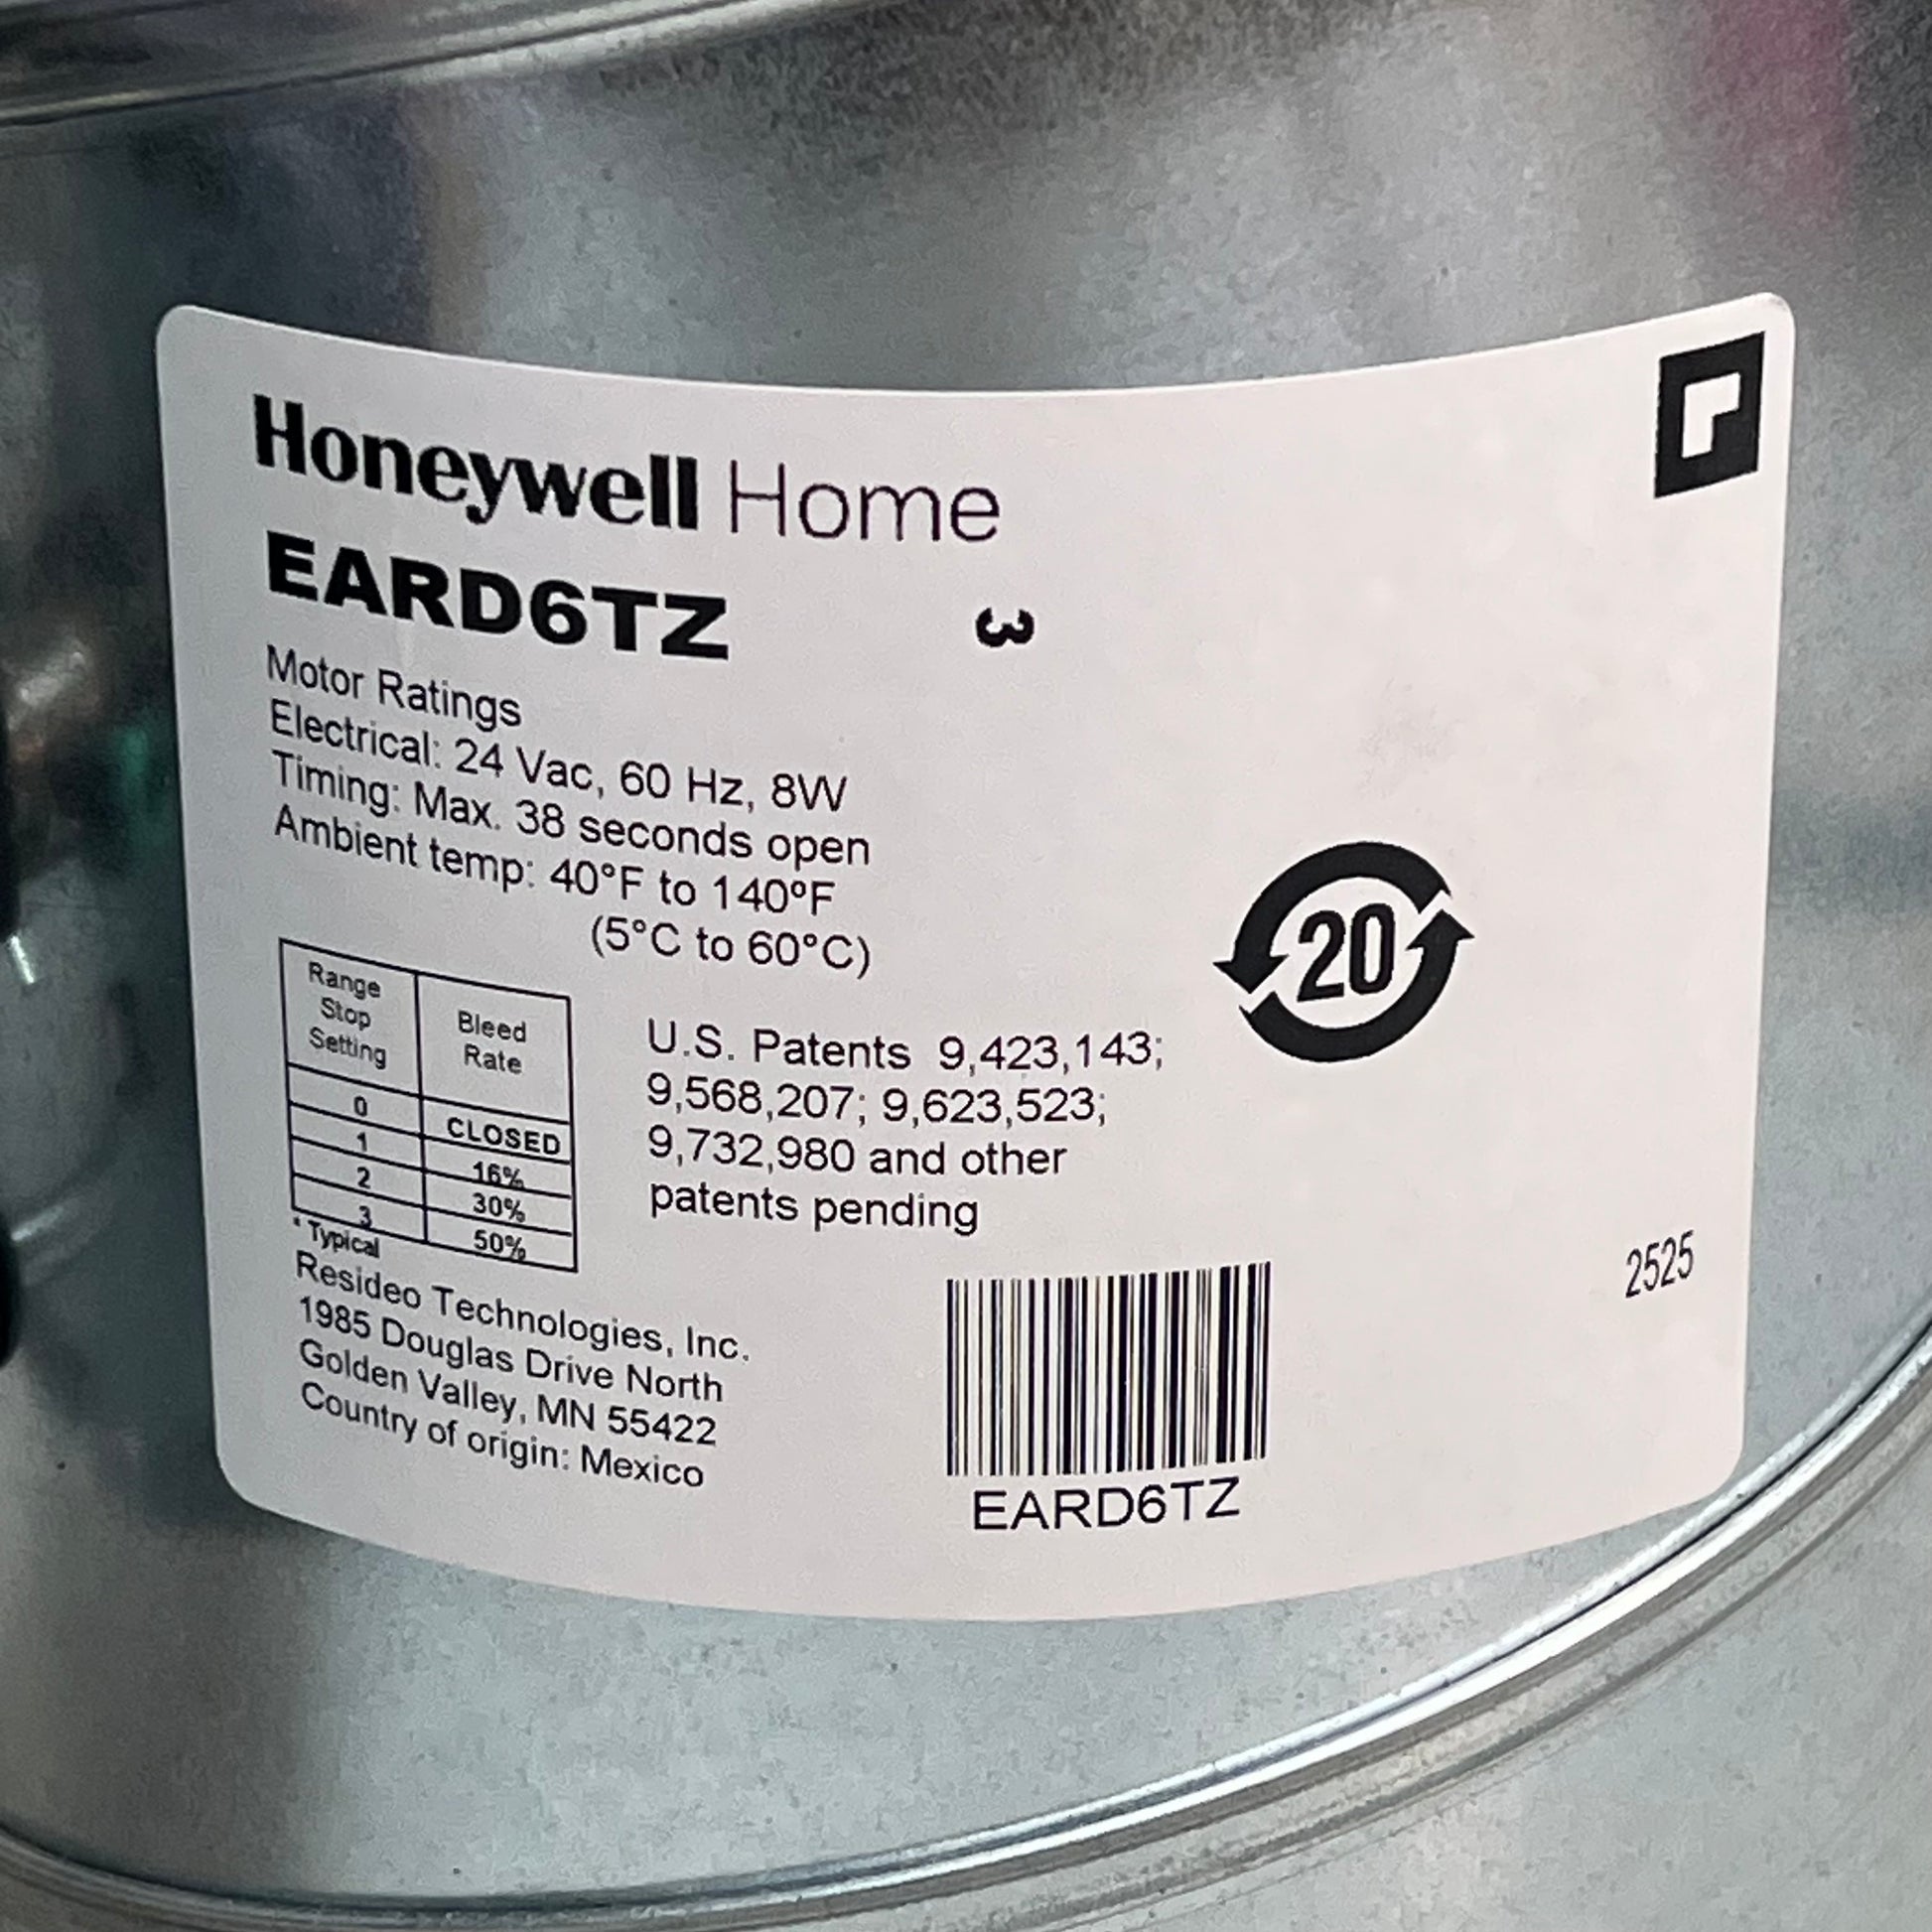 Honeywell Home
EARD6TZ
3
Motor Ratings
Electrical: 24 Vac, 60 Hz, 8W
Timing: Max. 38 seconds open
Ambient temp: 40°F to 140°F
(5°C to 60°C)
20
Range Stop Setting Bleed Rate
0 CLOSED
1 16%
2 30%
3 50%
* Typical
U.S. Patents 9,423,143;
9,568,207; 9,623,523;
9,732,980 and other
patents pending
Resideo Technologies, Inc.
1985 Douglas Drive North
Golden Valley, MN 55422
Country of origin: Mexico
EARD6TZ
2525